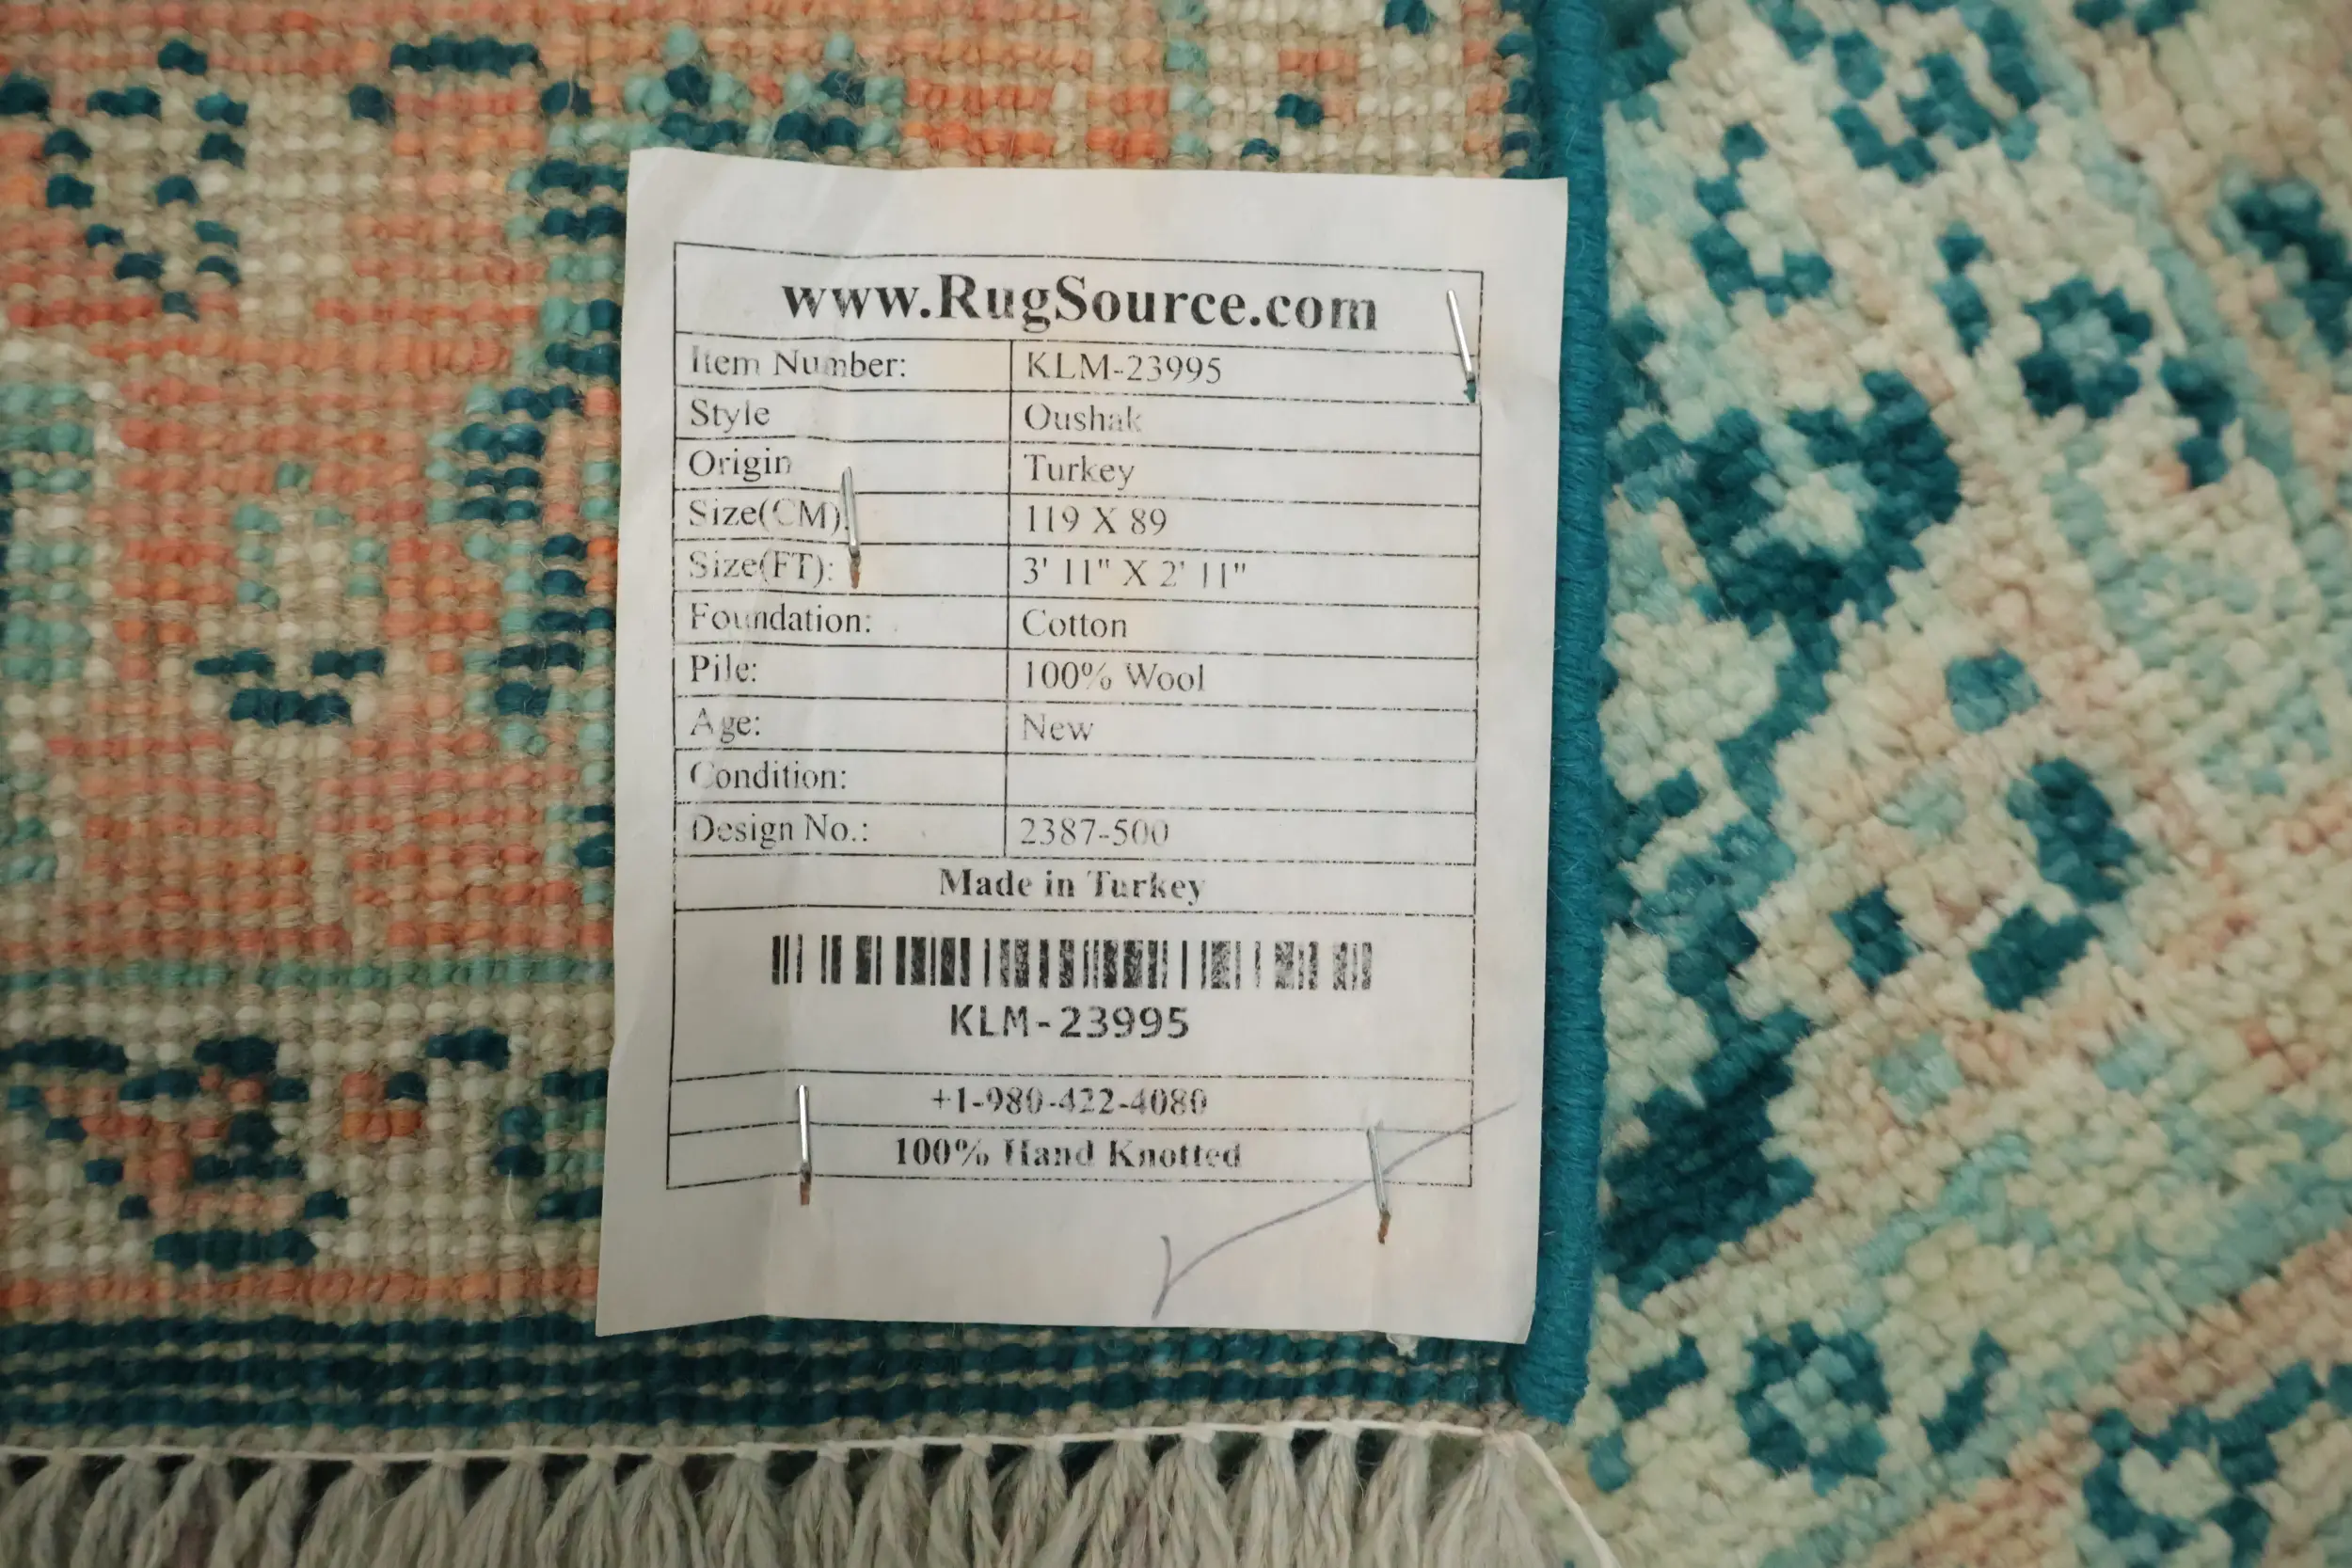 www.RugSource.com
Item Number: KLM-23995
Style Oushak
Origin Turkey
Size(CM): 119 X 89
Size(FT): 3' 11" X 2' 11"
Foundation: Cotton
Pile: 100% Wool
Age: New
Condition:
Design No.: 2387-500
Made in Turkey
KLM-23995
+1-980-422-4080
100% Hand Knotted